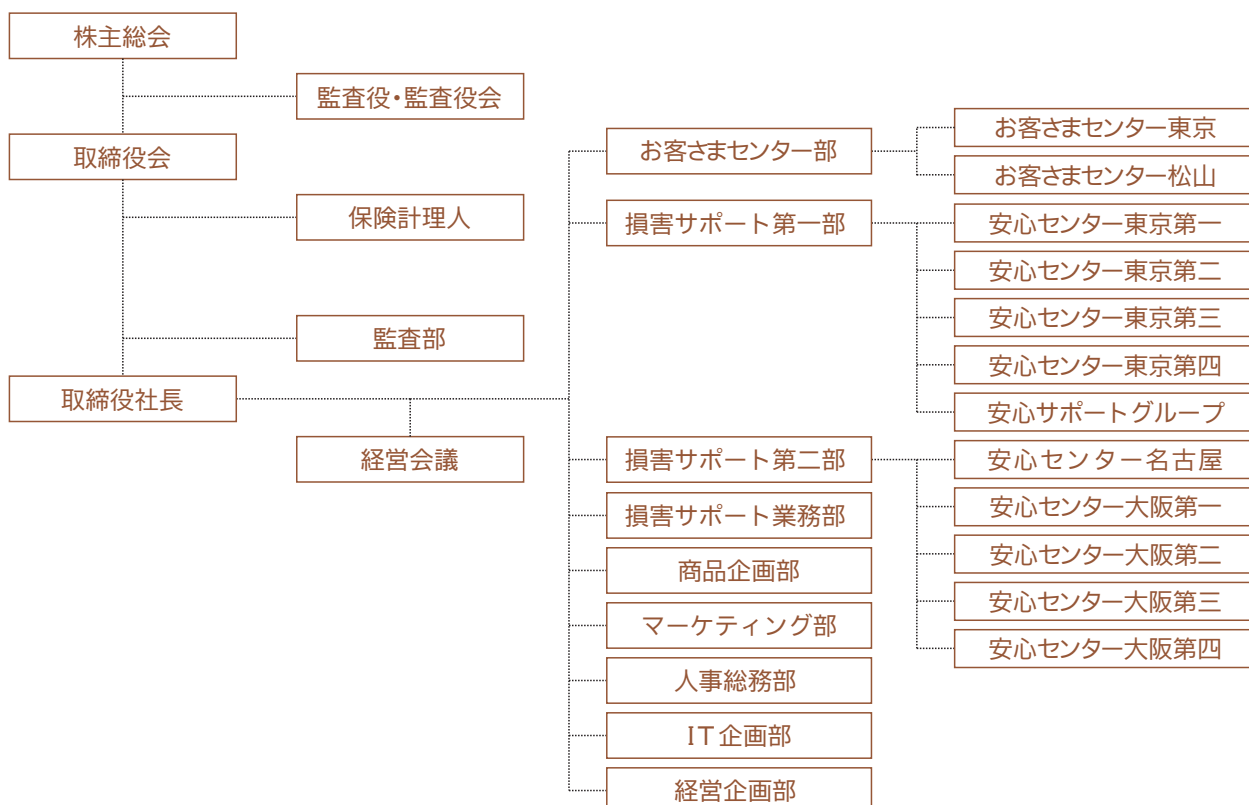 株主総会
監査役・監査役会
取締役会
保険計理人
監査部
取締役社長
経営会議
お客さまセンター部
お客さまセンター東京
お客さまセンター松山
損害サポート第一部
安心センター東京第一
安心センター東京第二
安心センター東京第三
安心センター東京第四
安心サポートグループ
損害サポート第二部
安心センター名古屋
安心センター大阪第一
安心センター大阪第二
安心センター大阪第三
安心センター大阪第四
損害サポート業務部
商品企画部
マーケティング部
人事総務部
IT企画部
経営企画部